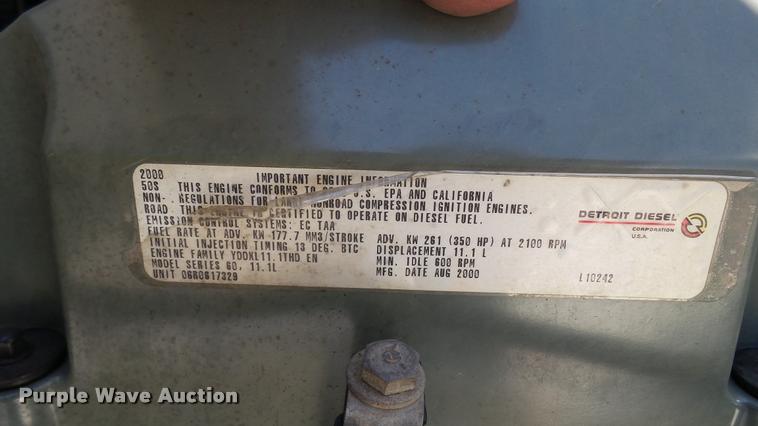 2000 IMPORTANT ENGINE INFORMATION
50S THIS ENGINE CONFORMS TO U.S. EPA AND CALIFORNIA
NON- REGULATIONS FOR NONROAD COMPRESSION IGNITION ENGINES.
ROAD THIS ENGINE IS CERTIFIED TO OPERATE ON DIESEL FUEL.
EMISSION CONTROL SYSTEMS: EC TAA
FUEL RATE AT ADV. KW 177.7 MM3/STROKE ADV. KW 261 (350 HP) AT 2100 RPM
INITIAL INJECTION TIMING 13 DEG. BTC DISPLACEMENT 11.1 L
ENGINE FAMILY YDDXL11.1THD EN MIN. IDLE 600 RPM
MODEL SERIES 60, 11.1L MFG. DATE AUG 2000
UNIT 06R0617329
DETROIT DIESEL
CORPORATION
U.S.A.
L10242
Purple Wave Auction